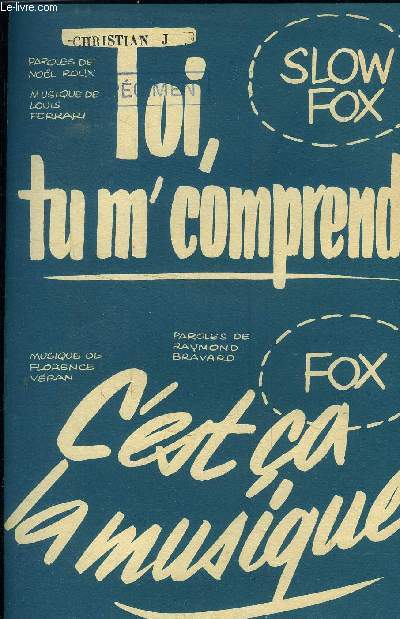 © Le-livre.com
-CHRISTIAN J
PAROLES DE
NOËL ROUX
MUSIQUE DE
LOUIS
FERRARI
SLOW
FOX
Toi,
tu m' comprend
MUSIQUE DE
FLORENCE
VÉRAN
PAROLES DE
RAYMOND
BRAVARD
FOX
C'est ça
la musique